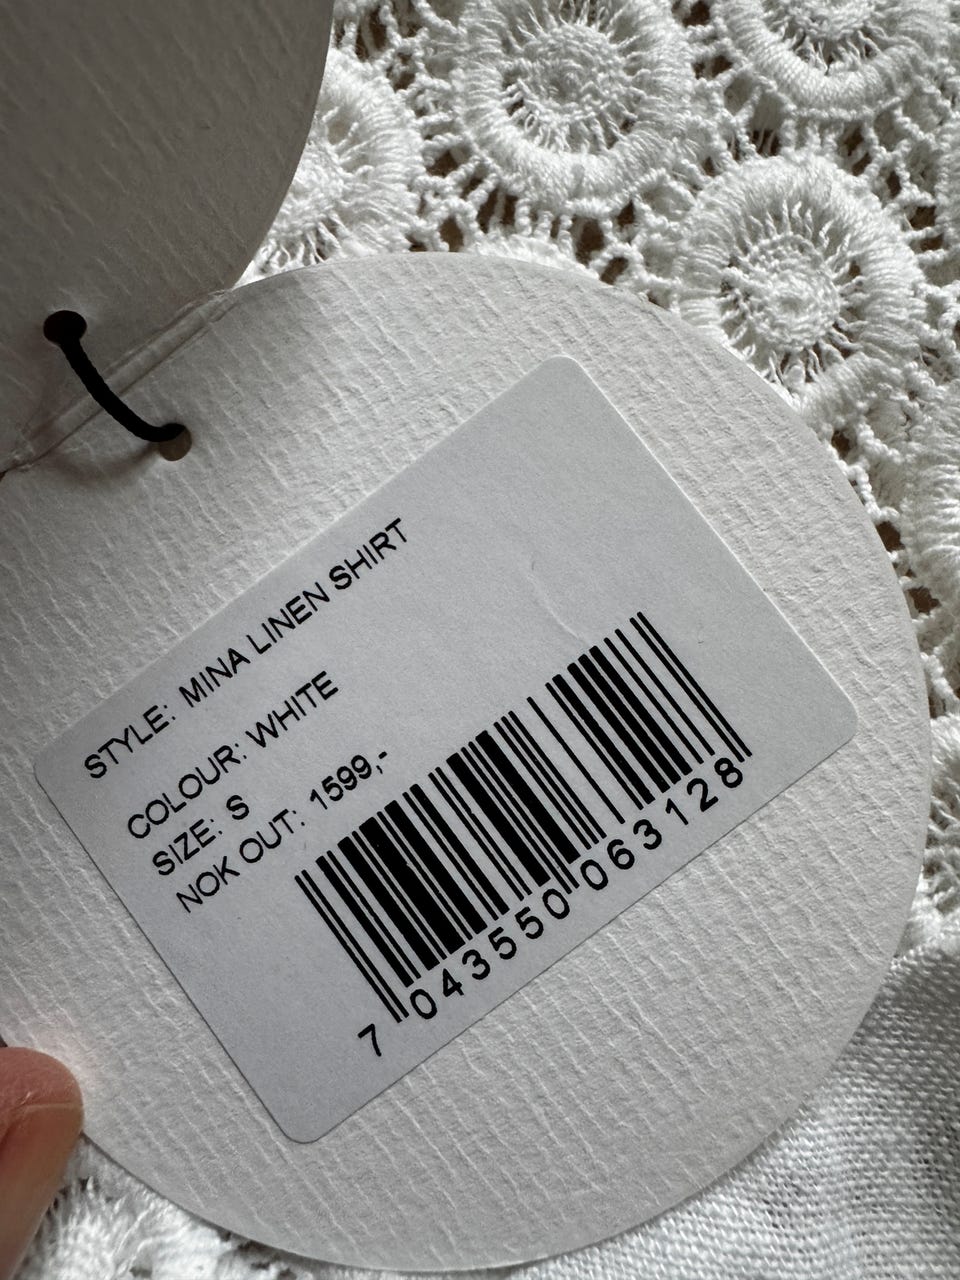 STYLE: MINA LINEN SHIRT
COLOUR: WHITE
SIZE: S
NOK OUT: 1599,-
7 043550 063128